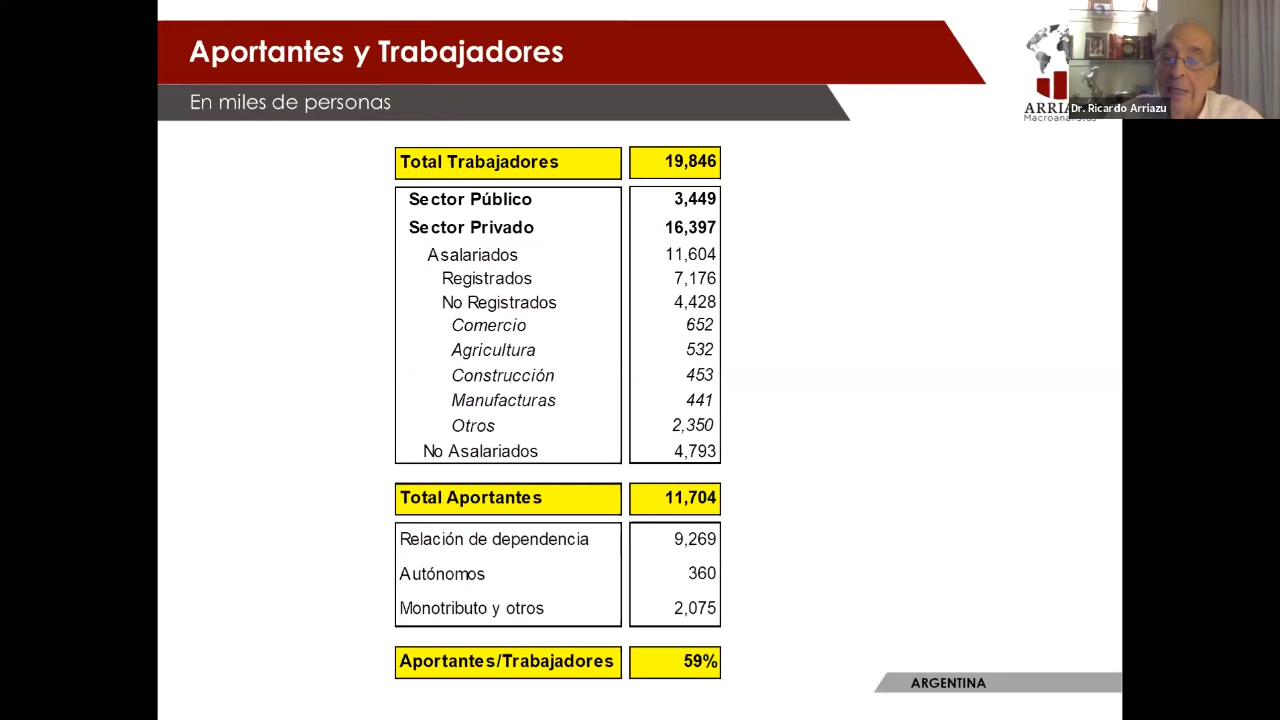 Aportantes y Trabajadores
En miles de personas
Dr. Ricardo Arriazu
Macroanalistas
Total Trabajadores 19,846
Sector Público 3,449
Sector Privado 16,397
Asalariados 11,604
Registrados 7,176
No Registrados 4,428
Comercio 652
Agricultura 532
Construcción 453
Manufacturas 441
Otros 2,350
No Asalariados 4,793
Total Aportantes 11,704
Relación de dependencia 9,269
Autónomos 360
Monotributo y otros 2,075
Aportantes/Trabajadores 59%
ARGENTINA